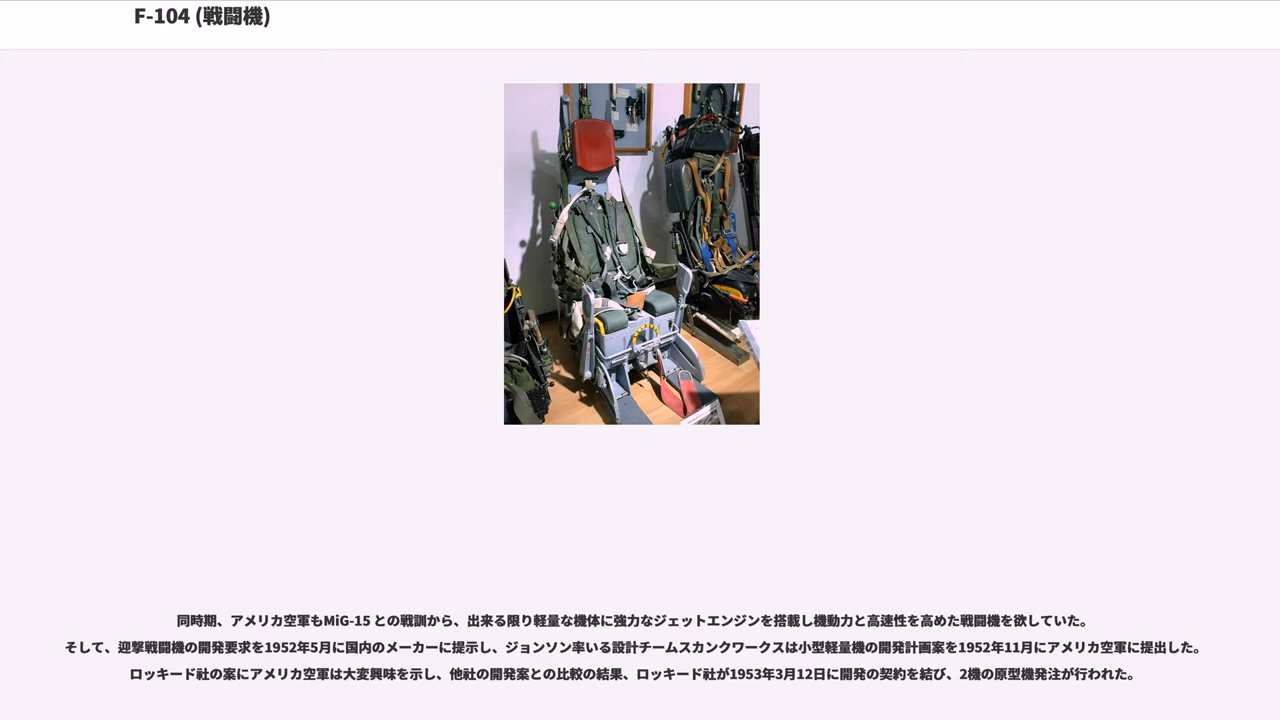 F-104 (戦闘機)
同時期、アメリカ空軍もMiG-15 との戦訓から、出来る限り軽量な機体に強力なジェットエンジンを搭載し機動力と高速性を高めた戦闘機を欲していた。
そして、迎撃戦闘機の開発要求を1952年5月に国内のメーカーに提示し、ジョンソン率いる設計チームスカンクワークスは小型軽量機の開発計画案を1952年11月にアメリカ空軍に提出した。
ロッキード社の案にアメリカ空軍は大変興味を示し、他社の開発案との比較の結果、ロッキード社が1953年3月12日に開発の契約を結び、2機の原型機発注が行われた。